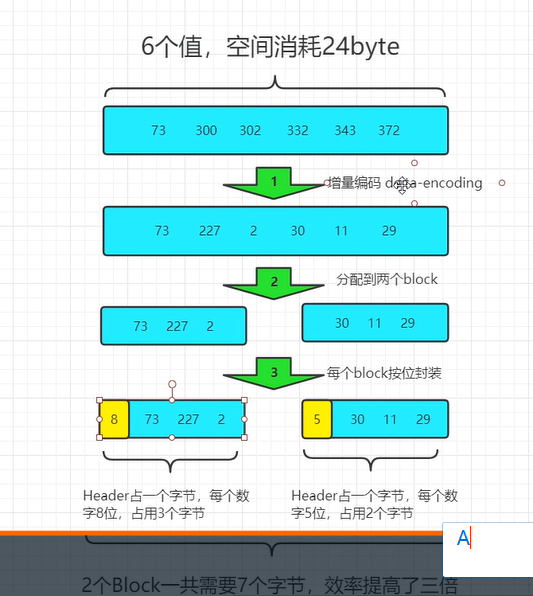 6个值，空间消耗24byte
73 300 302 332 343 372
1 增量编码 delta-encoding
73 227 2 30 11 29
2 分配到两个block
73 227 2 30 11 29
3 每个block按位封装
8 73 227 2 5 30 11 29
Header占一个字节，每个数
字8位，占用3个字节
Header占一个字节，每个数
字5位，占用2个字节
A
2个Block一共需要7个字节，效率提高了三倍